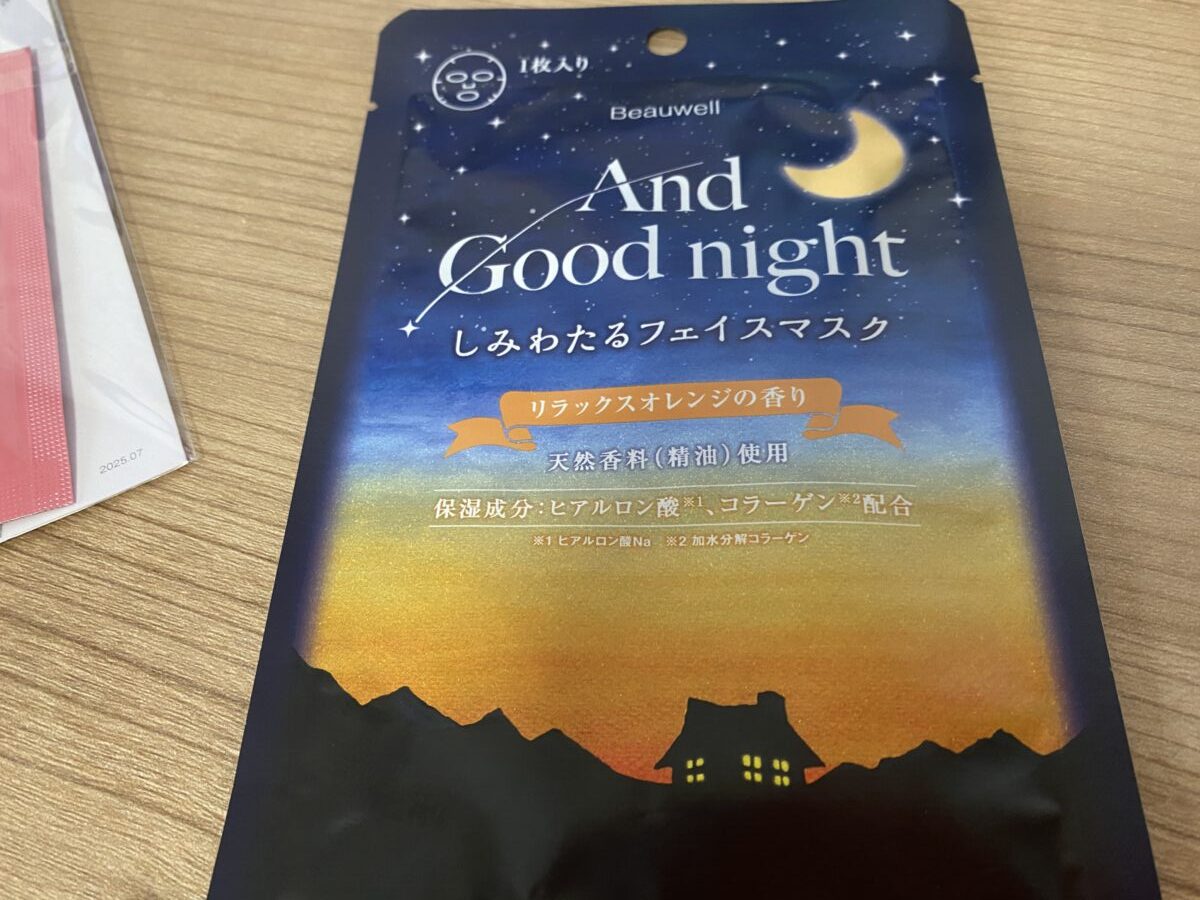 1枚入り
Beauwell
And
Good night
しみわたるフェイスマスク
リラックスオレンジの香り
天然香料(精油)使用
保湿成分:ヒアルロン酸※1、コラーゲン※2配合
※1 ヒアルロン酸Na ※2 加水分解コラーゲン
2025.07